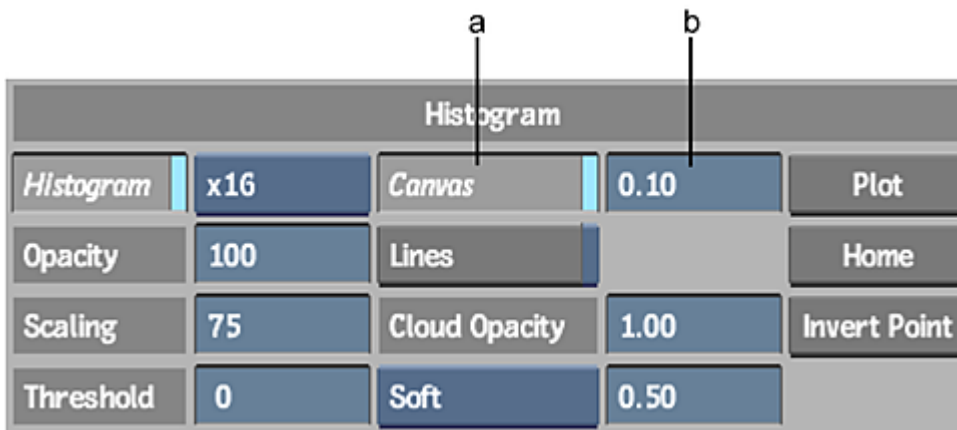 a b
Histogram
Histogram x16 Canvas 0.10 Plot
Opacity 100 Lines Home
Scaling 75 Cloud Opacity 1.00 Invert Point
Threshold 0 Soft 0.50